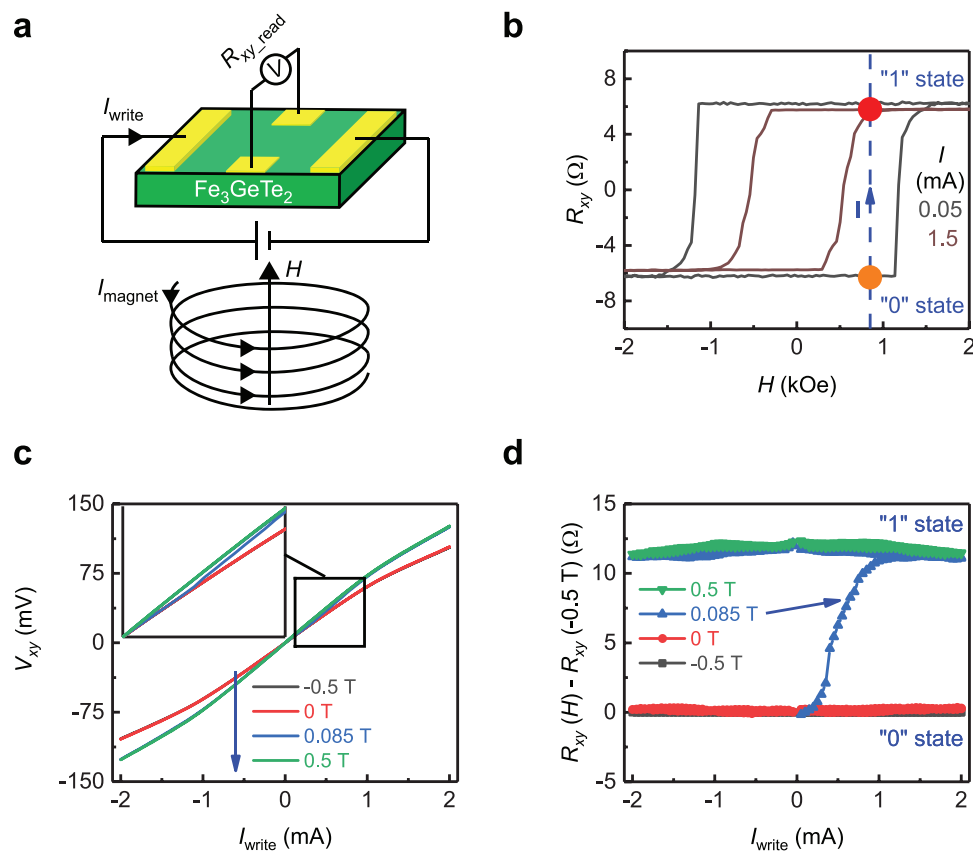 a
R_xy_read
V
I_write
Fe₃GeTe₂
I_magnet
H
b
8
4
0
-4
-8
R_xy (Ω)
"1" state
I
(mA)
0.05
1.5
I
"0" state
-2
-1
0
1
2
H (kOe)
c
150
75
0
-75
-150
V_xy (mV)
-0.5 T
0 T
0.085 T
0.5 T
-2
-1
0
1
2
I_write (mA)
d
15
10
5
0
-5
R_xy (H) - R_xy (-0.5 T) (Ω)
"1" state
0.5 T
0.085 T
0 T
-0.5 T
"0" state
-2
-1
0
1
2
I_write (mA)